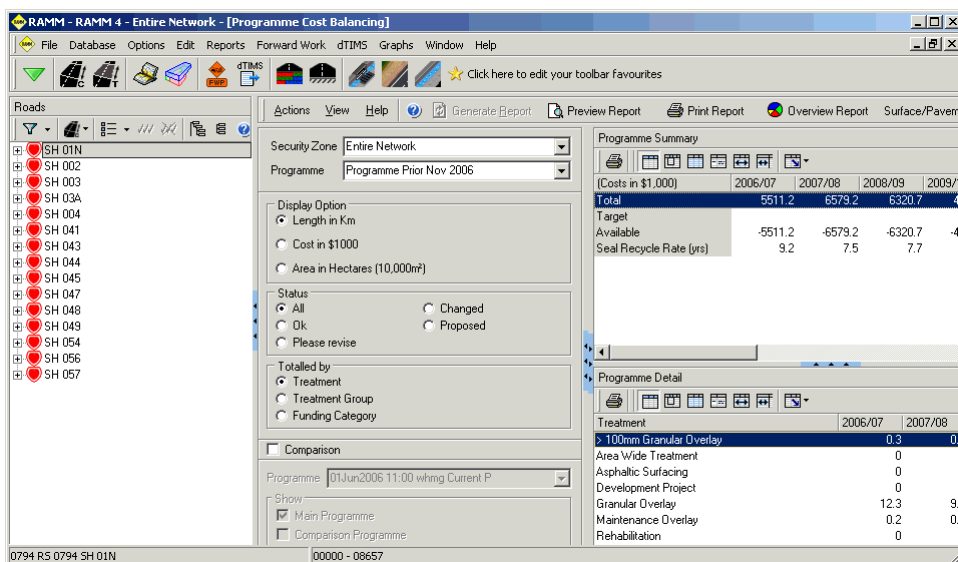 RAMM - RAMM 4 - Entire Network - [Programme Cost Balancing]
File Database Options Edit Reports Forward Work dTIMS Graphs Window Help
C T FWP dTIMS Click here to edit your toolbar favourites
Roads
SH 01N
SH 002
SH 003
SH 03A
SH 004
SH 041
SH 043
SH 044
SH 045
SH 047
SH 048
SH 049
SH 054
SH 056
SH 057
Actions View Help Generate Report Preview Report Print Report Overview Report Surface/Pavem
Security Zone Entire Network
Programme Programme Prior Nov 2006
Display Option
Length in Km
Cost in $1000
Area in Hectares (10,000m²)
Status
All Changed
Ok Proposed
Please revise
Totalled by
Treatment
Treatment Group
Funding Category
Comparison
Programme 01Jun2006 11:00 whmg Current P
Show
Main Programme
Comparison Programme
Programme Summary
(Costs in $1,000) 2006/07 2007/08 2008/09 2009/
Total 5511.2 6579.2 6320.7 4
Target
Available -5511.2 -6579.2 -6320.7 -4
Seal Recycle Rate (yrs) 9.2 7.5 7.7
Programme Detail
Treatment 2006/07 2007/08
> 100mm Granular Overlay 0.3 0.
Area Wide Treatment 0
Asphaltic Surfacing 0
Development Project 0
Granular Overlay 12.3 9.
Maintenance Overlay 0.2 0.
Rehabilitation 0
0794 RS 0794 SH 01N 00000 - 08657